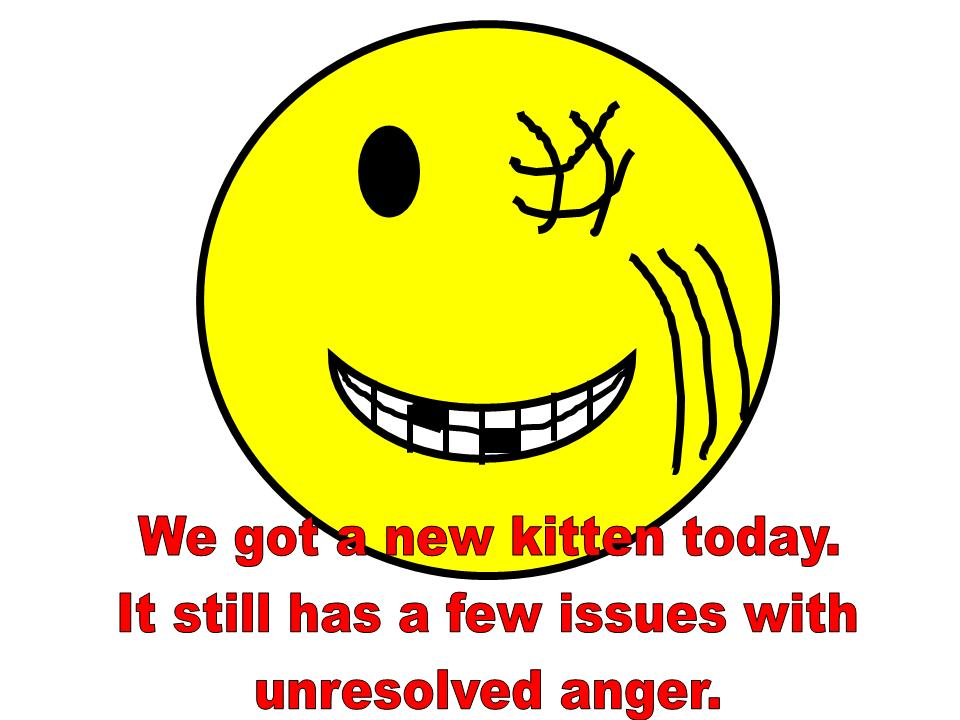 We got a new kitten today.
It still has a few issues with
unresolved anger.